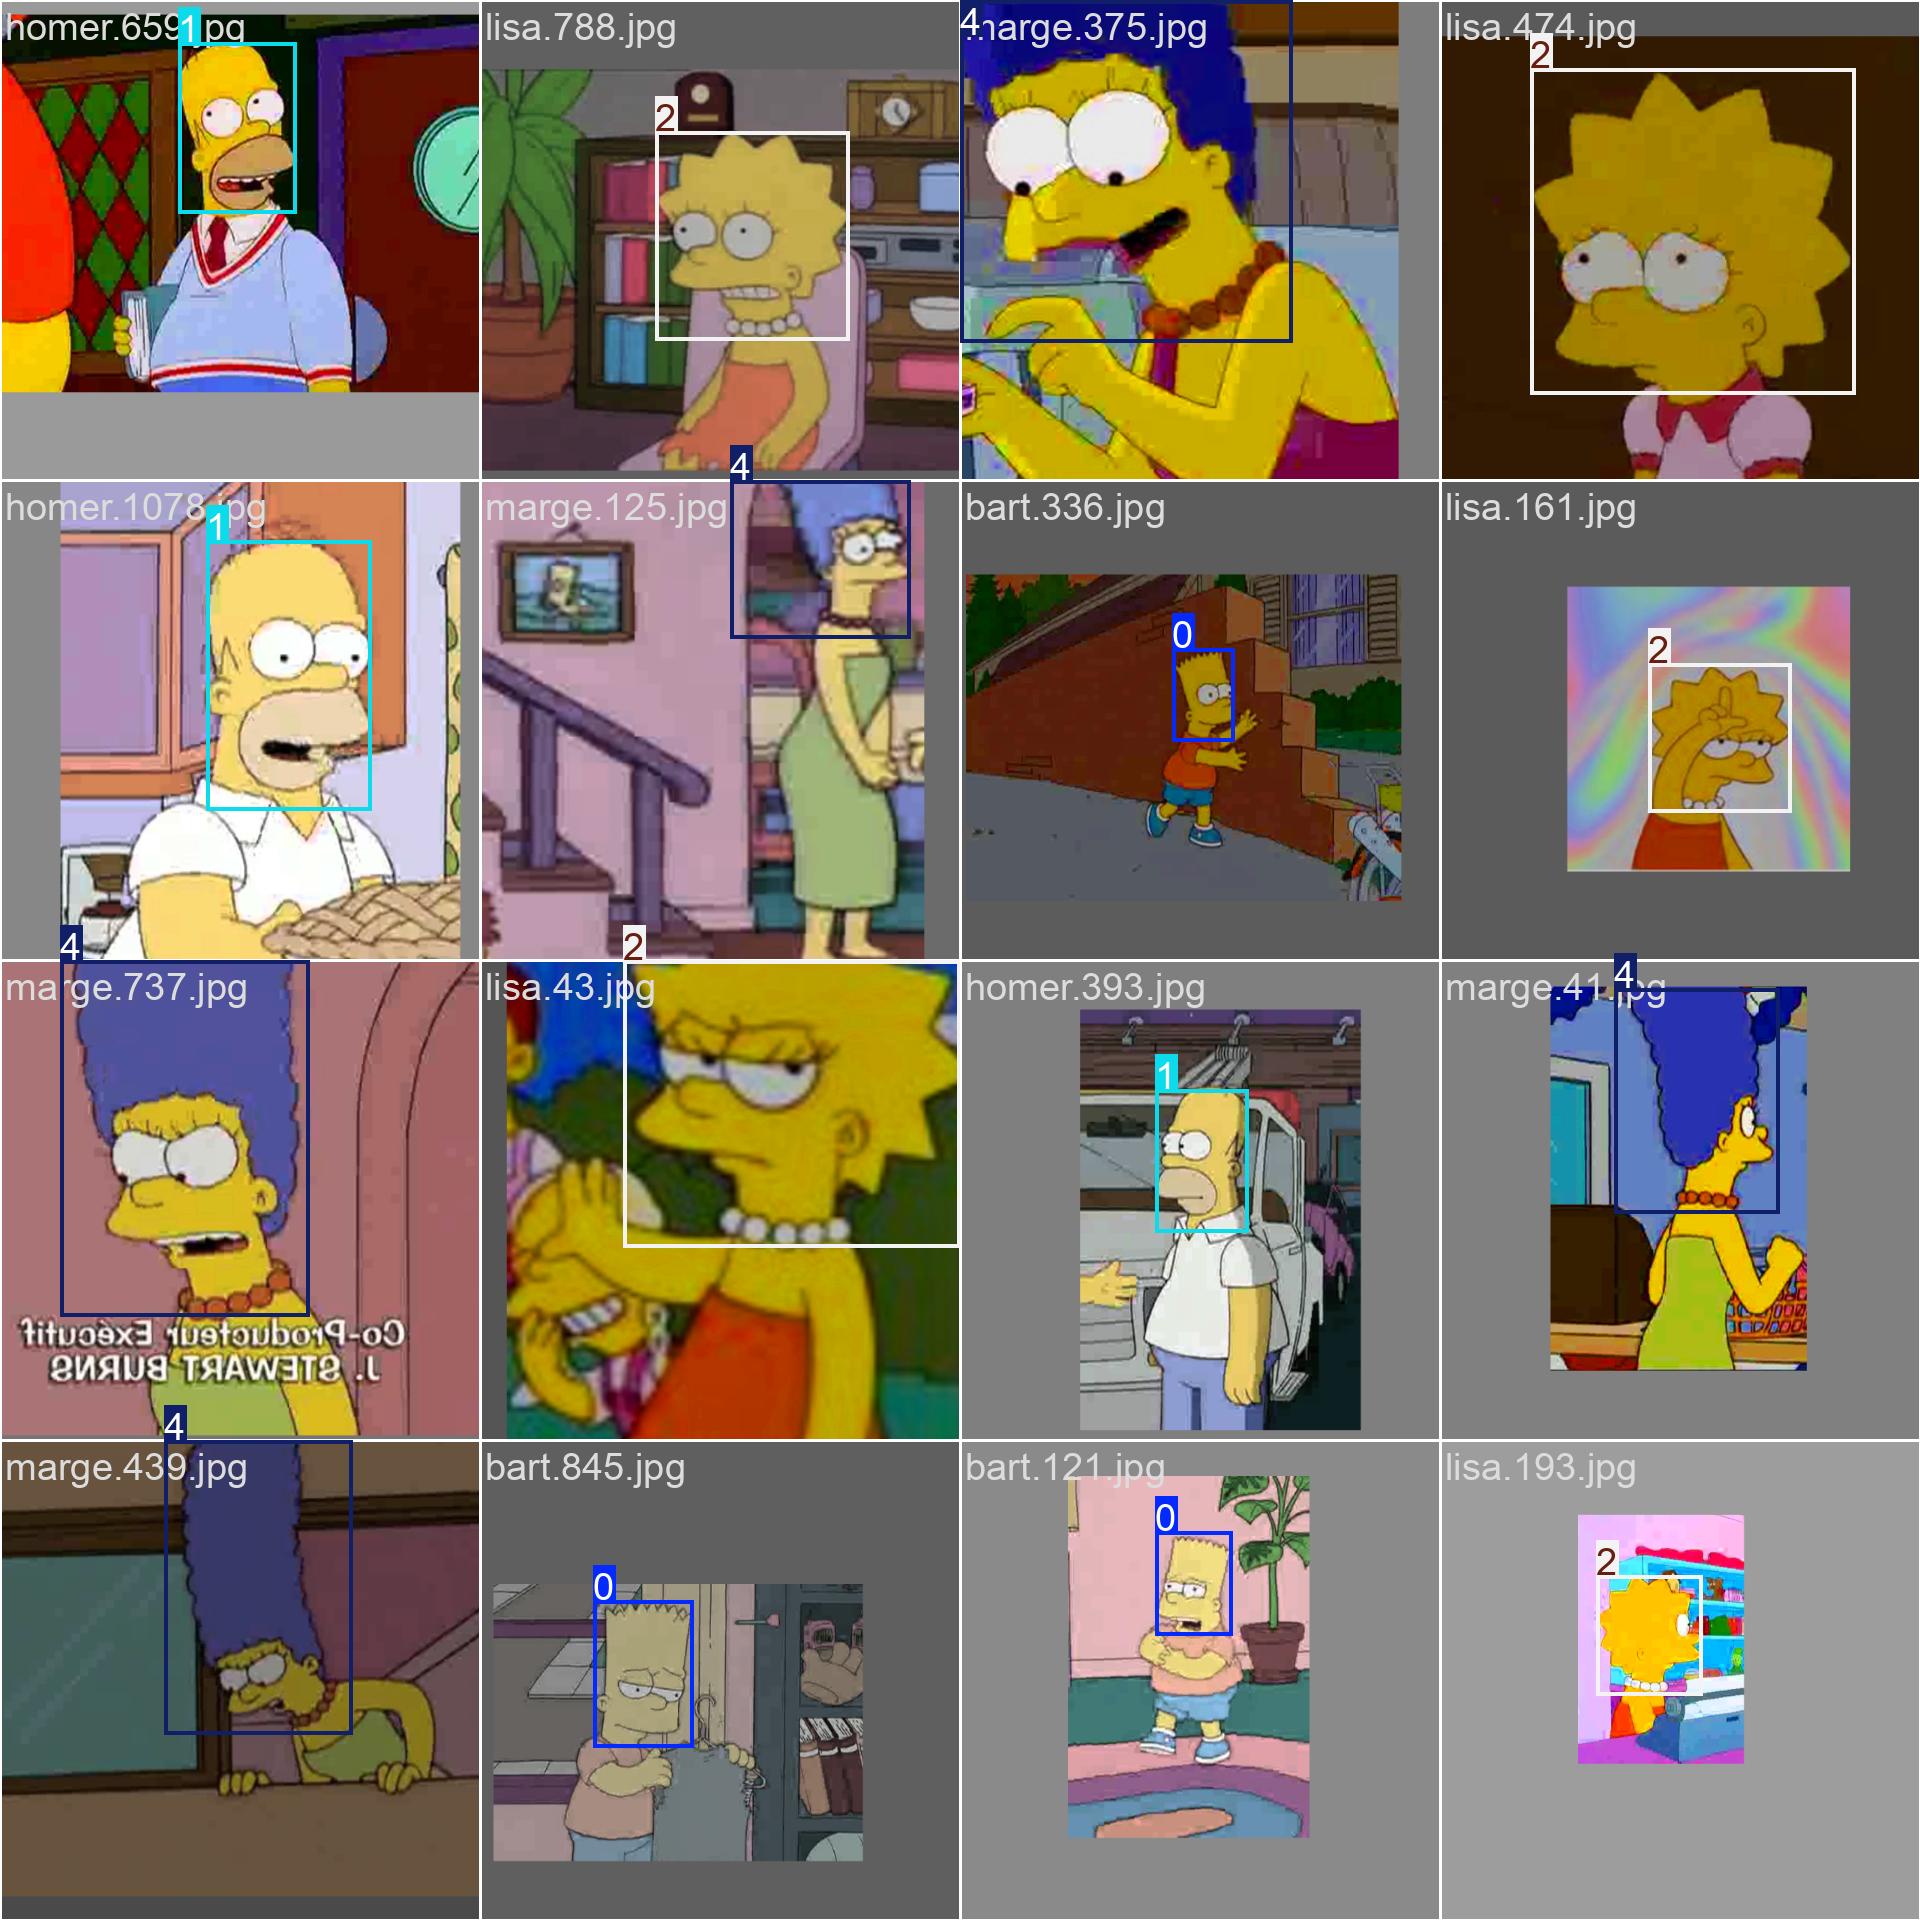 homer.659.jpg
1
lisa.788.jpg
2
marge.375.jpg
4
lisa.474.jpg
2
homer.1078.jpg
1
marge.125.jpg
4
bart.336.jpg
0
lisa.161.jpg
2
marge.737.jpg
4
Co-Producteur Exécutif
J. STEWART BURNS
lisa.43.jpg
2
homer.393.jpg
1
marge.41.jpg
4
marge.439.jpg
4
bart.845.jpg
0
bart.121.jpg
0
lisa.193.jpg
2